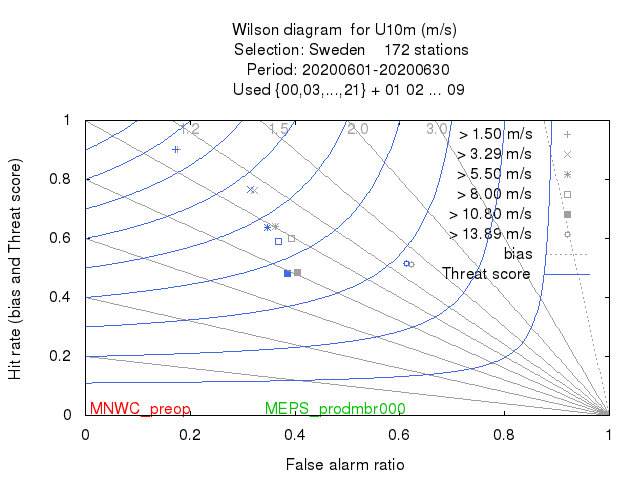 Wilson diagram for U10m (m/s)
Selection: Sweden 172 stations
Period: 20200601-20200630
Used {00,03,...,21} + 01 02 ... 09
1
0.8
0.6
0.4
0.2
0
Hit rate (bias and Threat score)
1.2
1.5
2.0
3.0
> 1.50 m/s
> 3.29 m/s
> 5.50 m/s
> 8.00 m/s
> 10.80 m/s
> 13.89 m/s
bias
Threat score
MNWC_preop
MEPS_prodmbr000
0
0.2
0.4
0.6
0.8
1
False alarm ratio